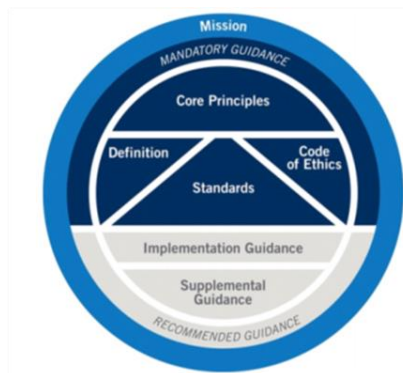 Mission
MANDATORY GUIDANCE
Core Principles
Definition
Code
of Ethics
Standards
Implementation Guidance
Supplemental
Guidance
RECOMMENDED GUIDANCE